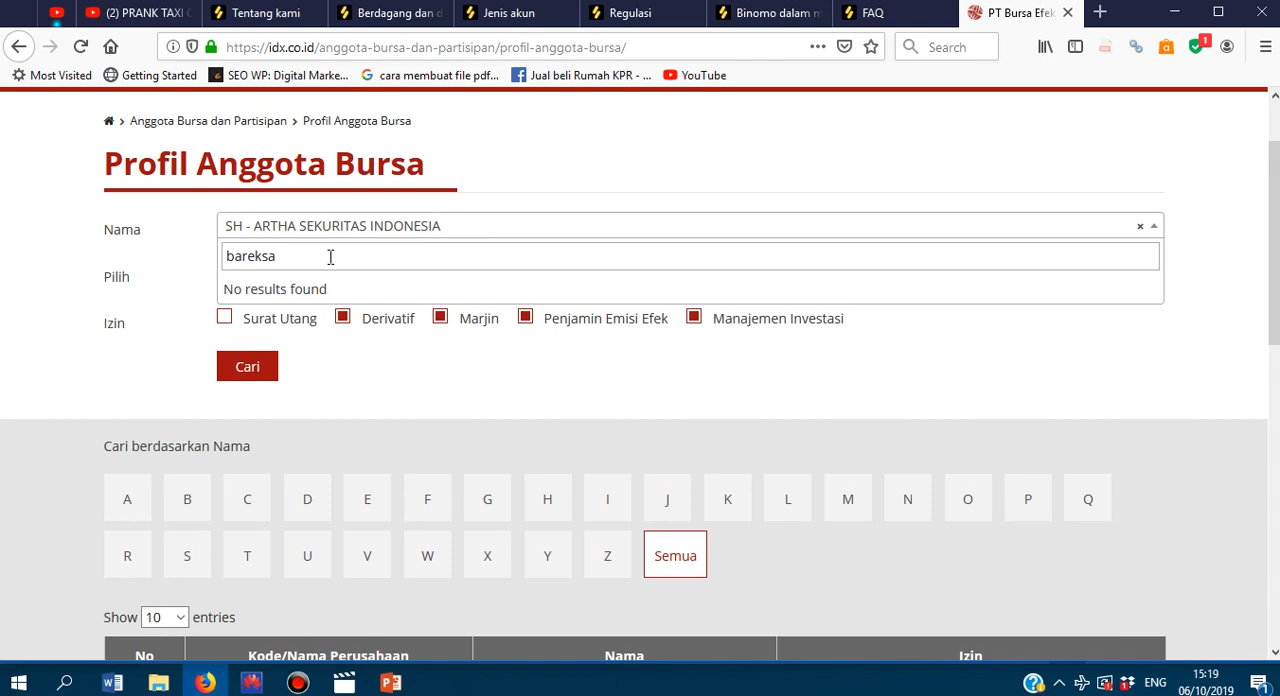 (2) PRANK TAXI
Tentang kami
Berdagang dan d
Jenis akun
Regulasi
Binomo dalam m
FAQ
PT Bursa Efek
https://idx.co.id/anggota-bursa-dan-partisipan/profil-anggota-bursa/
Search
1
Most Visited
Getting Started
SEO WP: Digital Marke...
cara membuat file pdf...
Jual beli Rumah KPR - ...
YouTube
Anggota Bursa dan Partisipan > Profil Anggota Bursa
Profil Anggota Bursa
Nama
SH - ARTHA SEKURITAS INDONESIA
×
bareksa
Pilih
No results found
Izin
Surat Utang
Derivatif
Marjin
Penjamin Emisi Efek
Manajemen Investasi
Cari
Cari berdasarkan Nama
A B C D E F G H I J K L M N O P Q
R S T U V W X Y Z Semua
Show 10 entries
No Kode/Nama Perusahaan Nama Izin
15:19
ENG
06/10/2019